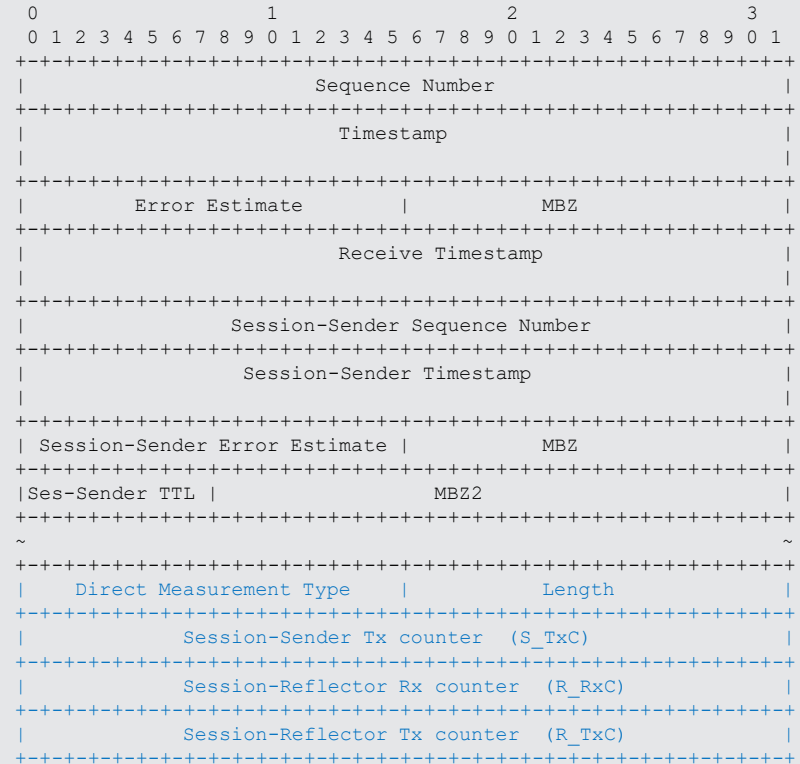 0                   1                   2                   3
 0 1 2 3 4 5 6 7 8 9 0 1 2 3 4 5 6 7 8 9 0 1 2 3 4 5 6 7 8 9 0 1
+-+-+-+-+-+-+-+-+-+-+-+-+-+-+-+-+-+-+-+-+-+-+-+-+-+-+-+-+-+-+-+-+
|                        Sequence Number                        |
+-+-+-+-+-+-+-+-+-+-+-+-+-+-+-+-+-+-+-+-+-+-+-+-+-+-+-+-+-+-+-+-+
|                          Timestamp                            |
|                                                               |
+-+-+-+-+-+-+-+-+-+-+-+-+-+-+-+-+-+-+-+-+-+-+-+-+-+-+-+-+-+-+-+-+
|         Error Estimate        |           MBZ                 |
+-+-+-+-+-+-+-+-+-+-+-+-+-+-+-+-+-+-+-+-+-+-+-+-+-+-+-+-+-+-+-+-+
|                          Receive Timestamp                    |
|                                                               |
+-+-+-+-+-+-+-+-+-+-+-+-+-+-+-+-+-+-+-+-+-+-+-+-+-+-+-+-+-+-+-+-+
|                 Session-Sender Sequence Number                |
+-+-+-+-+-+-+-+-+-+-+-+-+-+-+-+-+-+-+-+-+-+-+-+-+-+-+-+-+-+-+-+-+
|                  Session-Sender Timestamp                     |
|                                                               |
+-+-+-+-+-+-+-+-+-+-+-+-+-+-+-+-+-+-+-+-+-+-+-+-+-+-+-+-+-+-+-+-+
| Session-Sender Error Estimate |           MBZ                 |
+-+-+-+-+-+-+-+-+-+-+-+-+-+-+-+-+-+-+-+-+-+-+-+-+-+-+-+-+-+-+-+-+
|Ses-Sender TTL |                  MBZ2                         |
+-+-+-+-+-+-+-+-+-+-+-+-+-+-+-+-+-+-+-+-+-+-+-+-+-+-+-+-+-+-+-+-+
~                                                               ~
+-+-+-+-+-+-+-+-+-+-+-+-+-+-+-+-+-+-+-+-+-+-+-+-+-+-+-+-+-+-+-+-+
|    Direct Measurement Type    |           Length              |
+-+-+-+-+-+-+-+-+-+-+-+-+-+-+-+-+-+-+-+-+-+-+-+-+-+-+-+-+-+-+-+-+
|             Session-Sender Tx counter  (S_TxC)                |
+-+-+-+-+-+-+-+-+-+-+-+-+-+-+-+-+-+-+-+-+-+-+-+-+-+-+-+-+-+-+-+-+
|             Session-Reflector Rx counter  (R_RxC)             |
+-+-+-+-+-+-+-+-+-+-+-+-+-+-+-+-+-+-+-+-+-+-+-+-+-+-+-+-+-+-+-+-+
|             Session-Reflector Tx counter  (R_TxC)             |
+-+-+-+-+-+-+-+-+-+-+-+-+-+-+-+-+-+-+-+-+-+-+-+-+-+-+-+-+-+-+-+-+